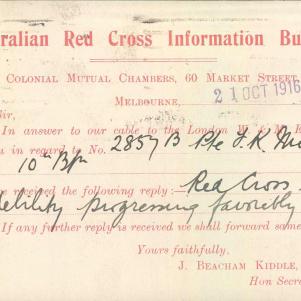 ralian Red Cross Information Bu
COLONIAL MUTUAL CHAMBERS, 60 MARKET STREET
MELBOURNE,
21 OCT 1916
Sir,
In answer to our cable to the London
u in regard to No. 2857B Pte F. K.
10th Bn
e received the following reply: Red Cross
debility progressing favorably
If any further reply is received we shall forward same
Yours faithfully,
J. BEACHAM KIDDLE,
Hon Secre